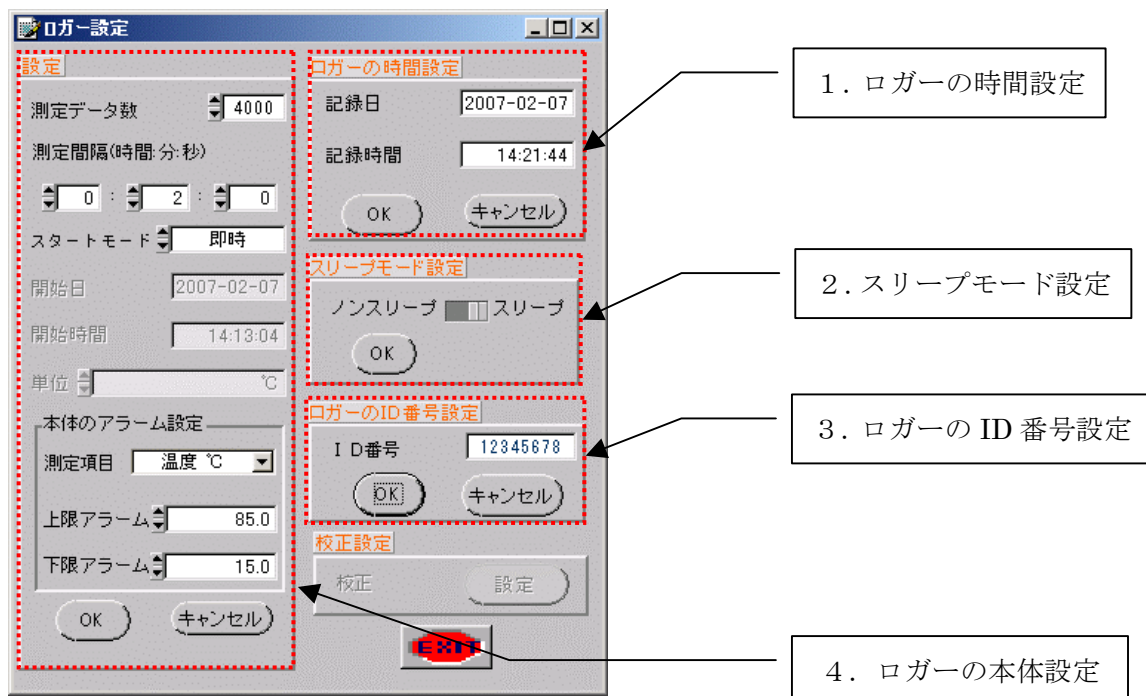 ロガー設定
設定
測定データ数 4000
測定間隔(時間:分:秒)
0 : 2 : 0
スタートモード 即時
開始日 2007-02-07
開始時間 14:13:04
単位 ℃
本体のアラーム設定
測定項目 温度 ℃
上限アラーム 85.0
下限アラーム 15.0
OK キャンセル
ロガーの時間設定
記録日 2007-02-07
記録時間 14:21:44
OK キャンセル
スリープモード設定
ノンスリープ スリープ
OK
ロガーのID番号設定
ID番号 12345678
OK キャンセル
校正設定
校正 設定
EXIT
1. ロガーの時間設定
2. スリープモード設定
3. ロガーの ID 番号設定
4. ロガーの本体設定